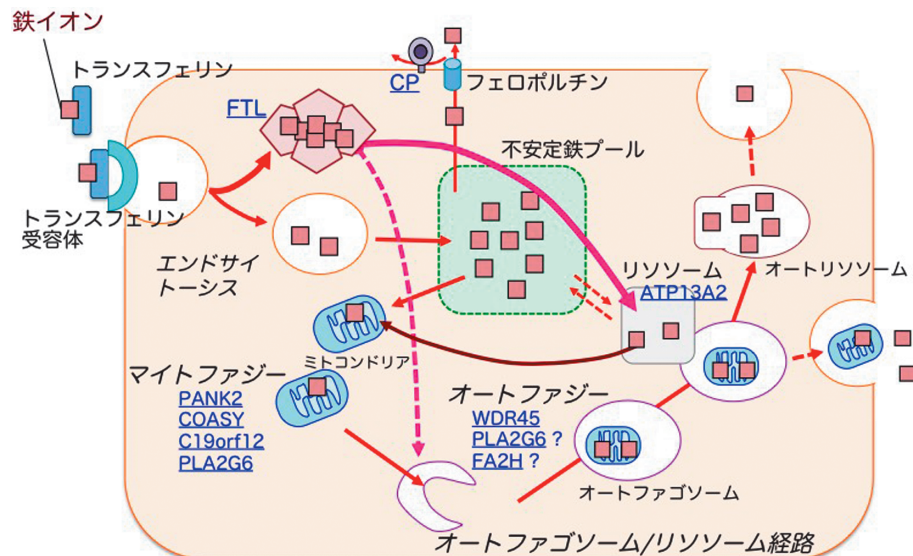 鉄イオン
トランスフェリン
FTL
CP
フェロポルチン
不安定鉄プール
トランスフェリン
受容体
エンドサイ
トーシス
リソソーム
ATP13A2
オートリソソーム
ミトコンドリア
マイトファジー
PANK2
COASY
C19orf12
PLA2G6
オートファジー
WDR45
PLA2G6 ?
FA2H ?
オートファゴソーム
オートファゴソーム/リソソーム経路